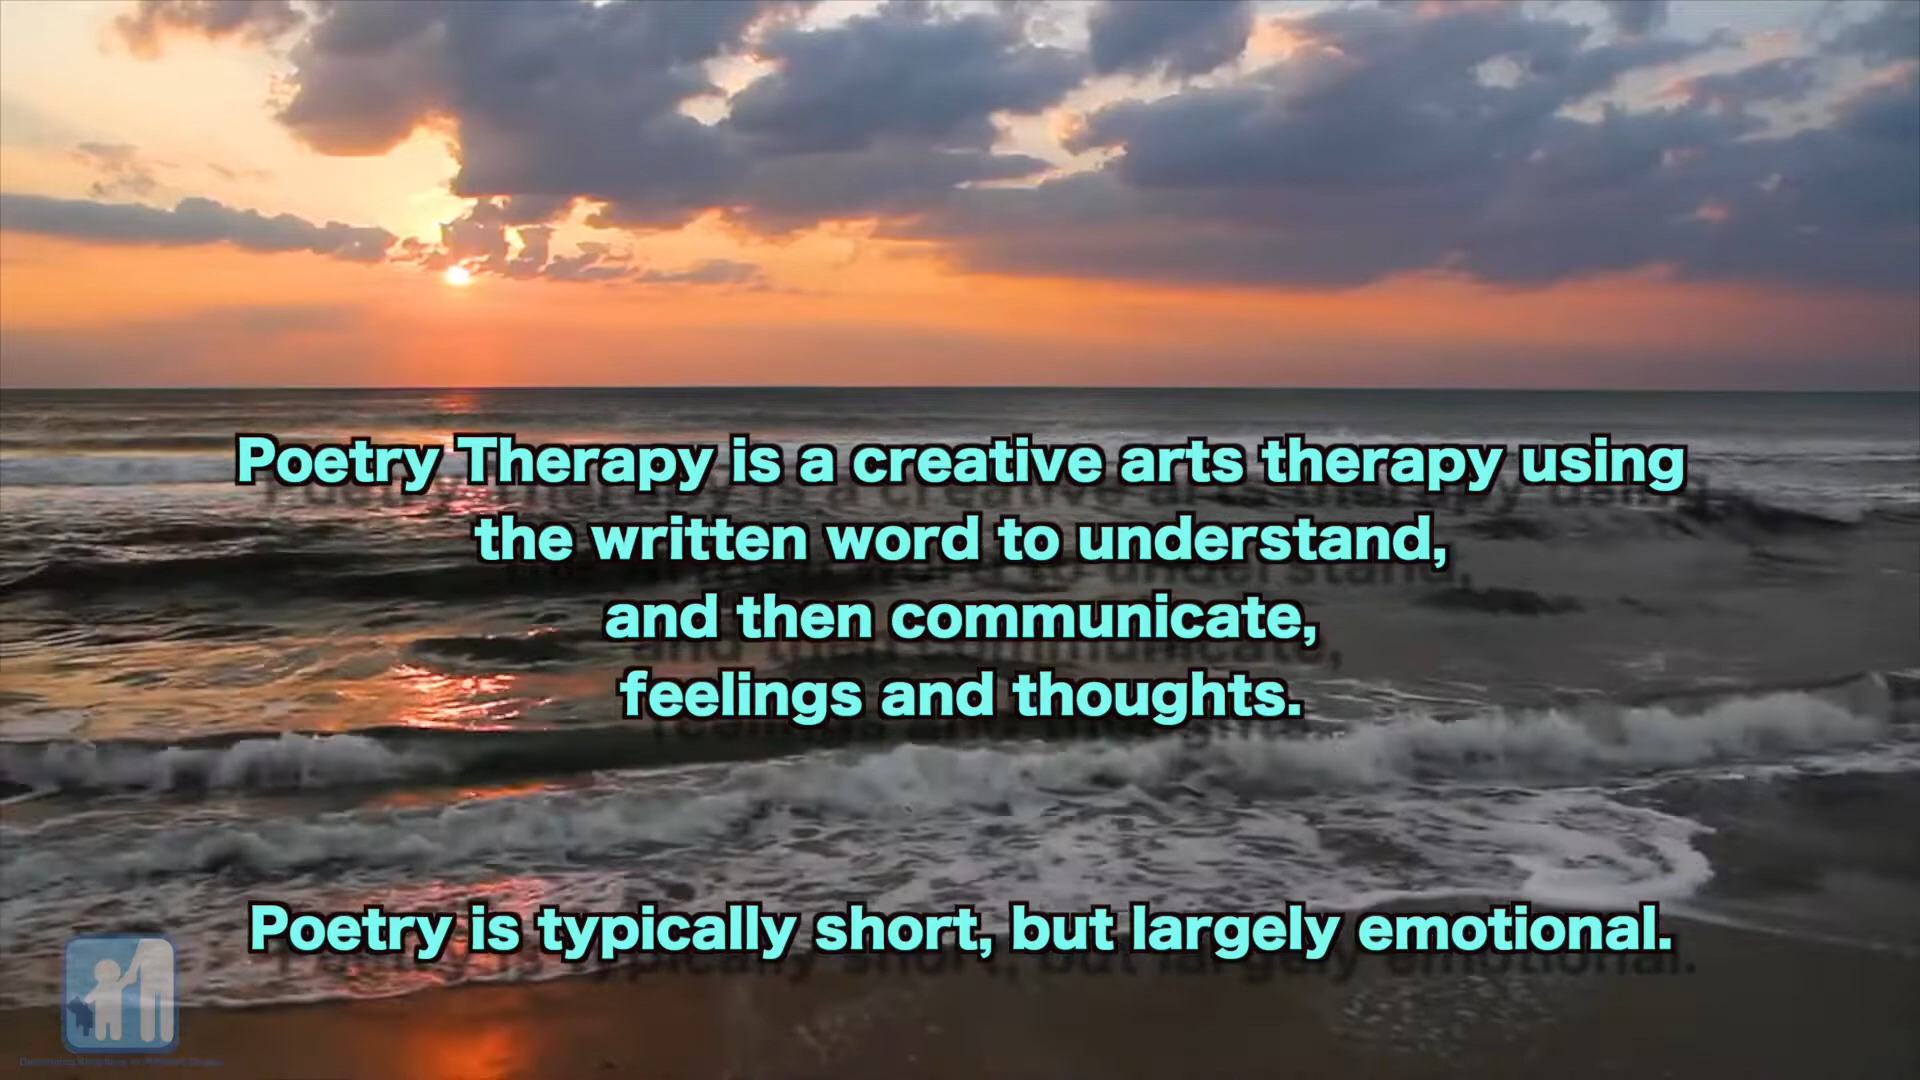 Poetry Therapy is a creative arts therapy using
the written word to understand,
and then communicate,
feelings and thoughts.
Poetry is typically short, but largely emotional.